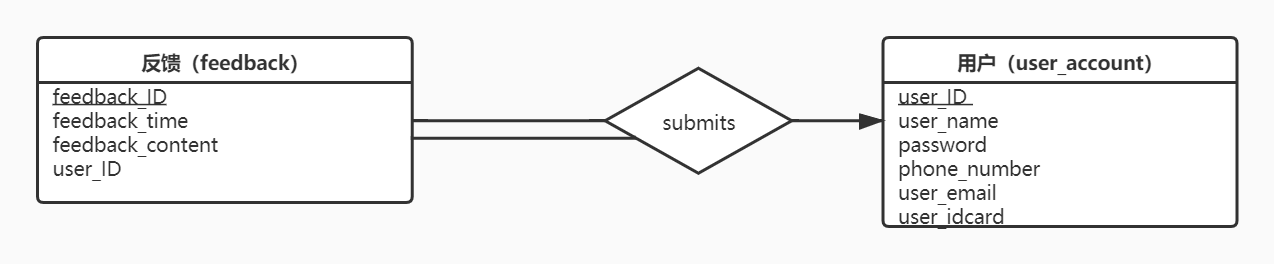 反馈（feedback）
feedback_ID
feedback_time
feedback_content
user_ID
submits
用户（user_account）
user_ID
user_name
password
phone_number
user_email
user_idcard